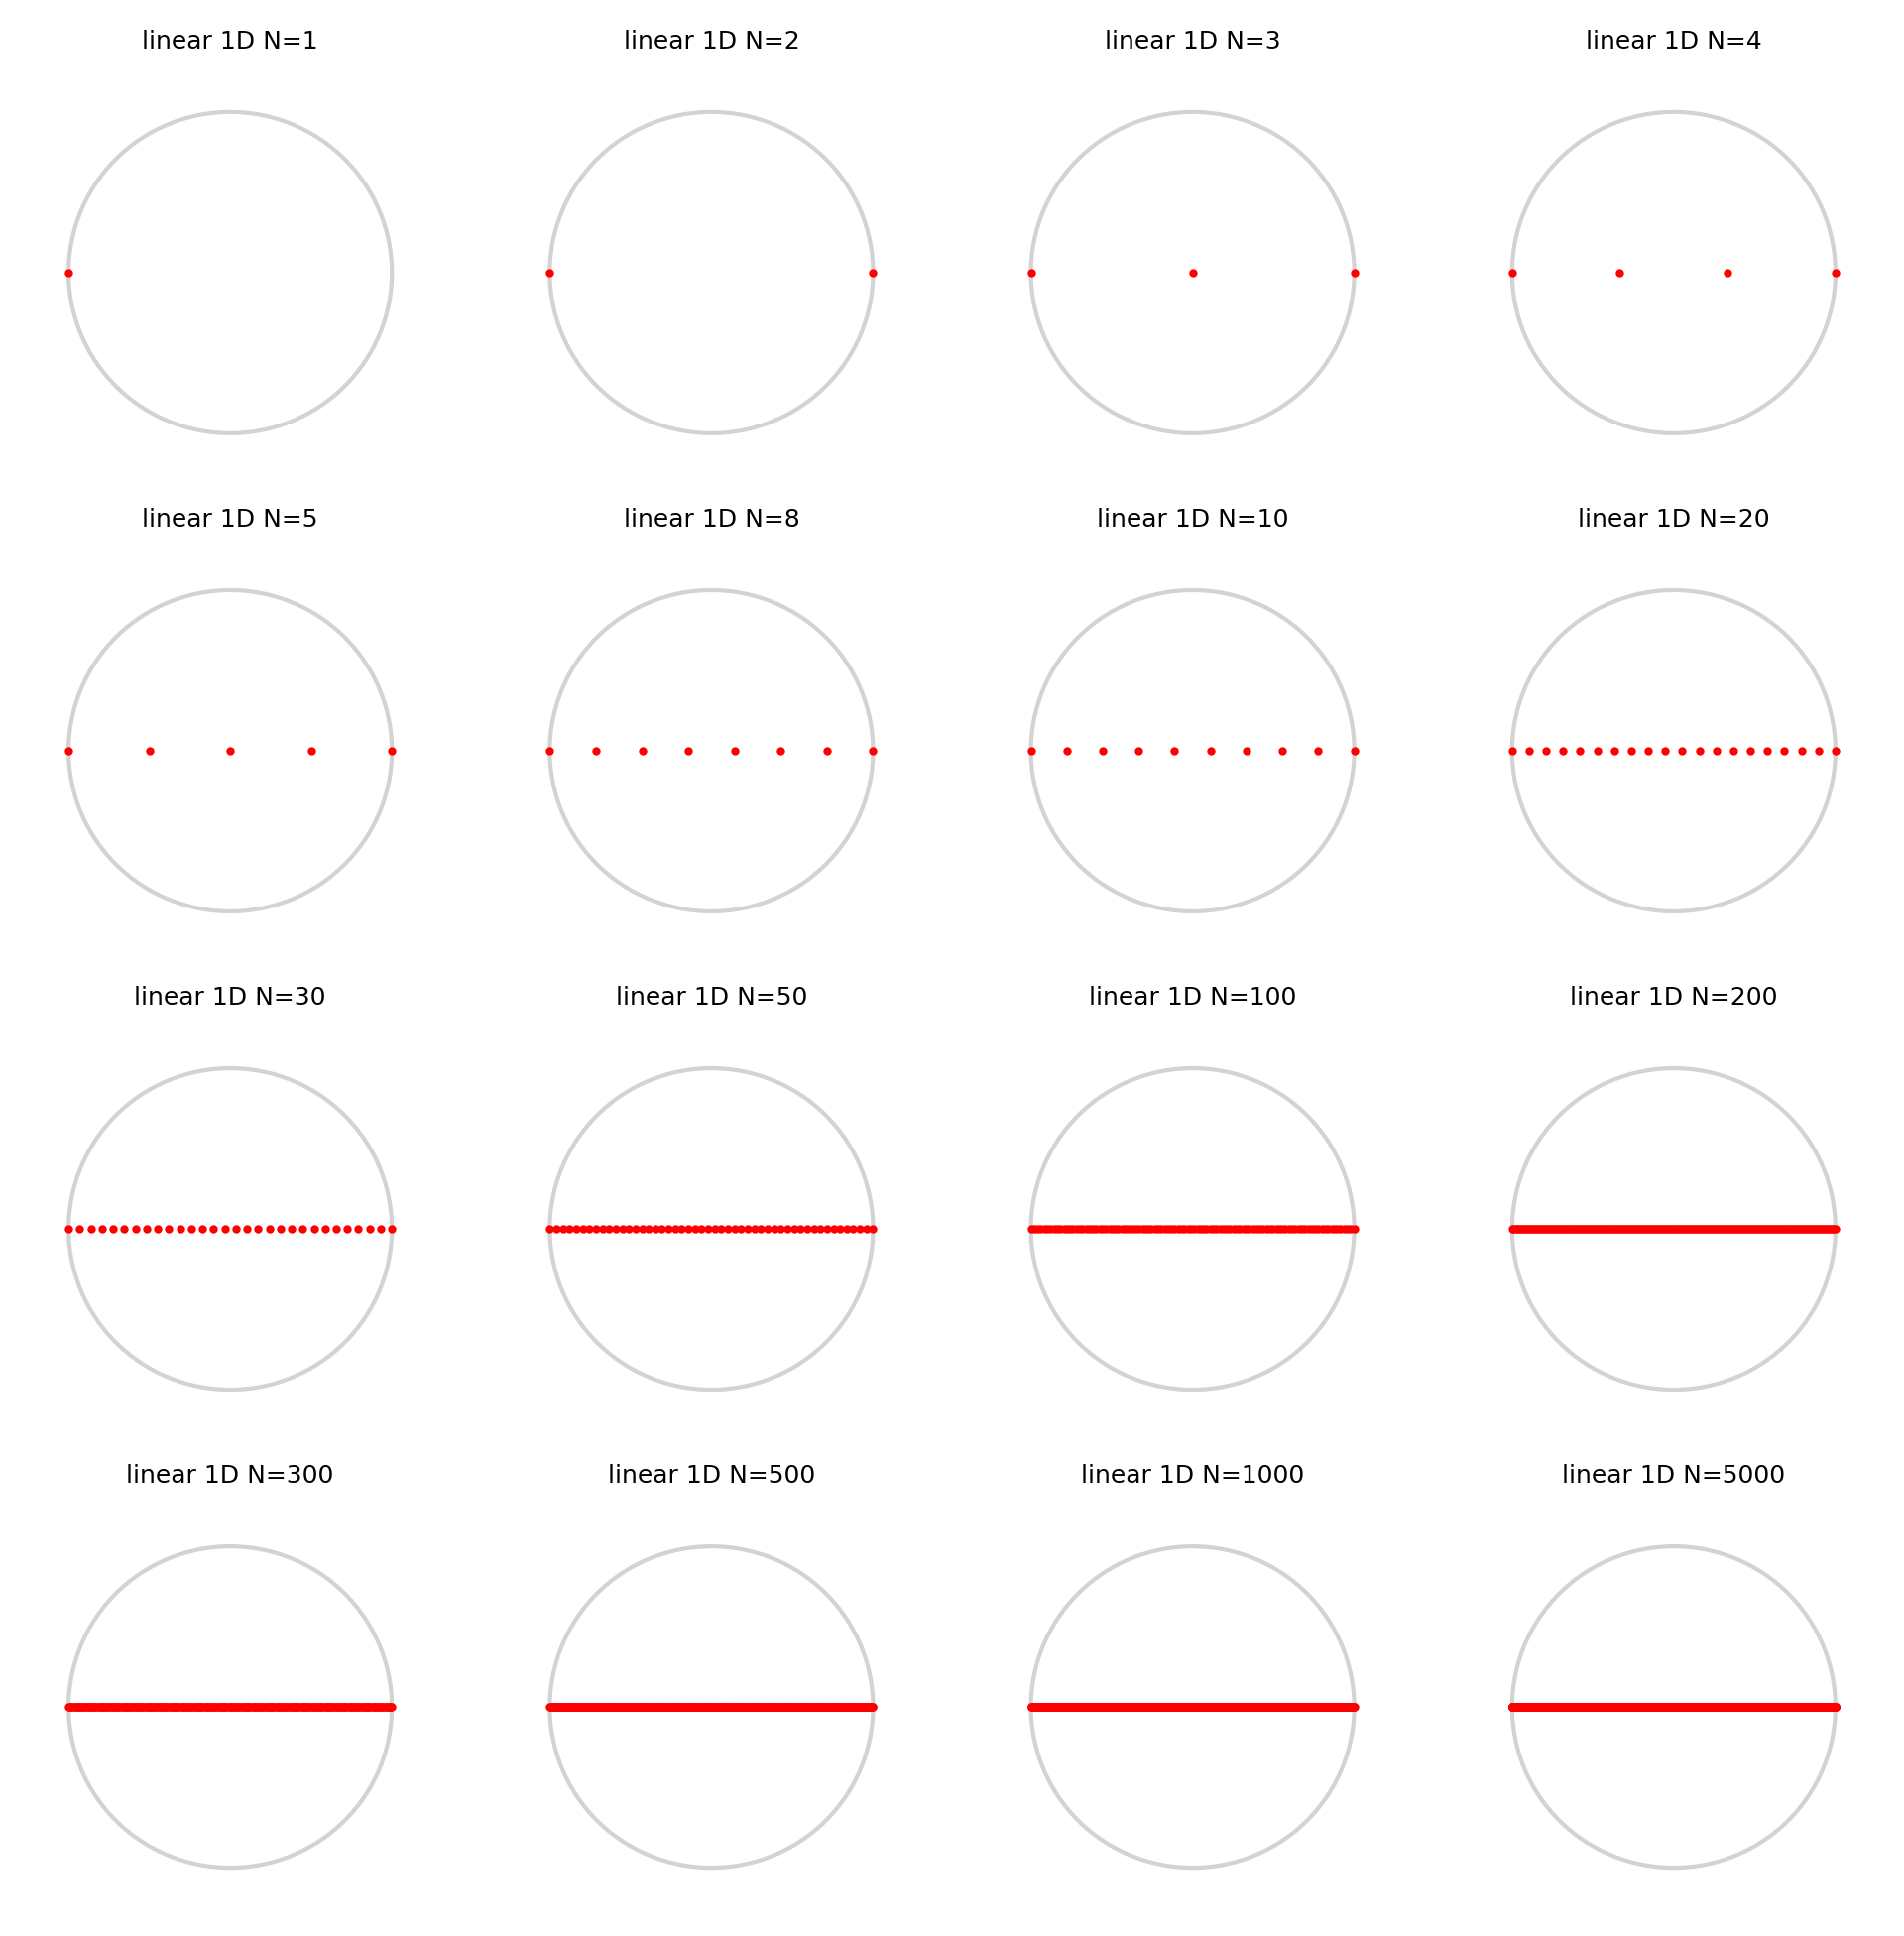 linear 1D N=1
linear 1D N=2
linear 1D N=3
linear 1D N=4
linear 1D N=5
linear 1D N=8
linear 1D N=10
linear 1D N=20
linear 1D N=30
linear 1D N=50
linear 1D N=100
linear 1D N=200
linear 1D N=300
linear 1D N=500
linear 1D N=1000
linear 1D N=5000